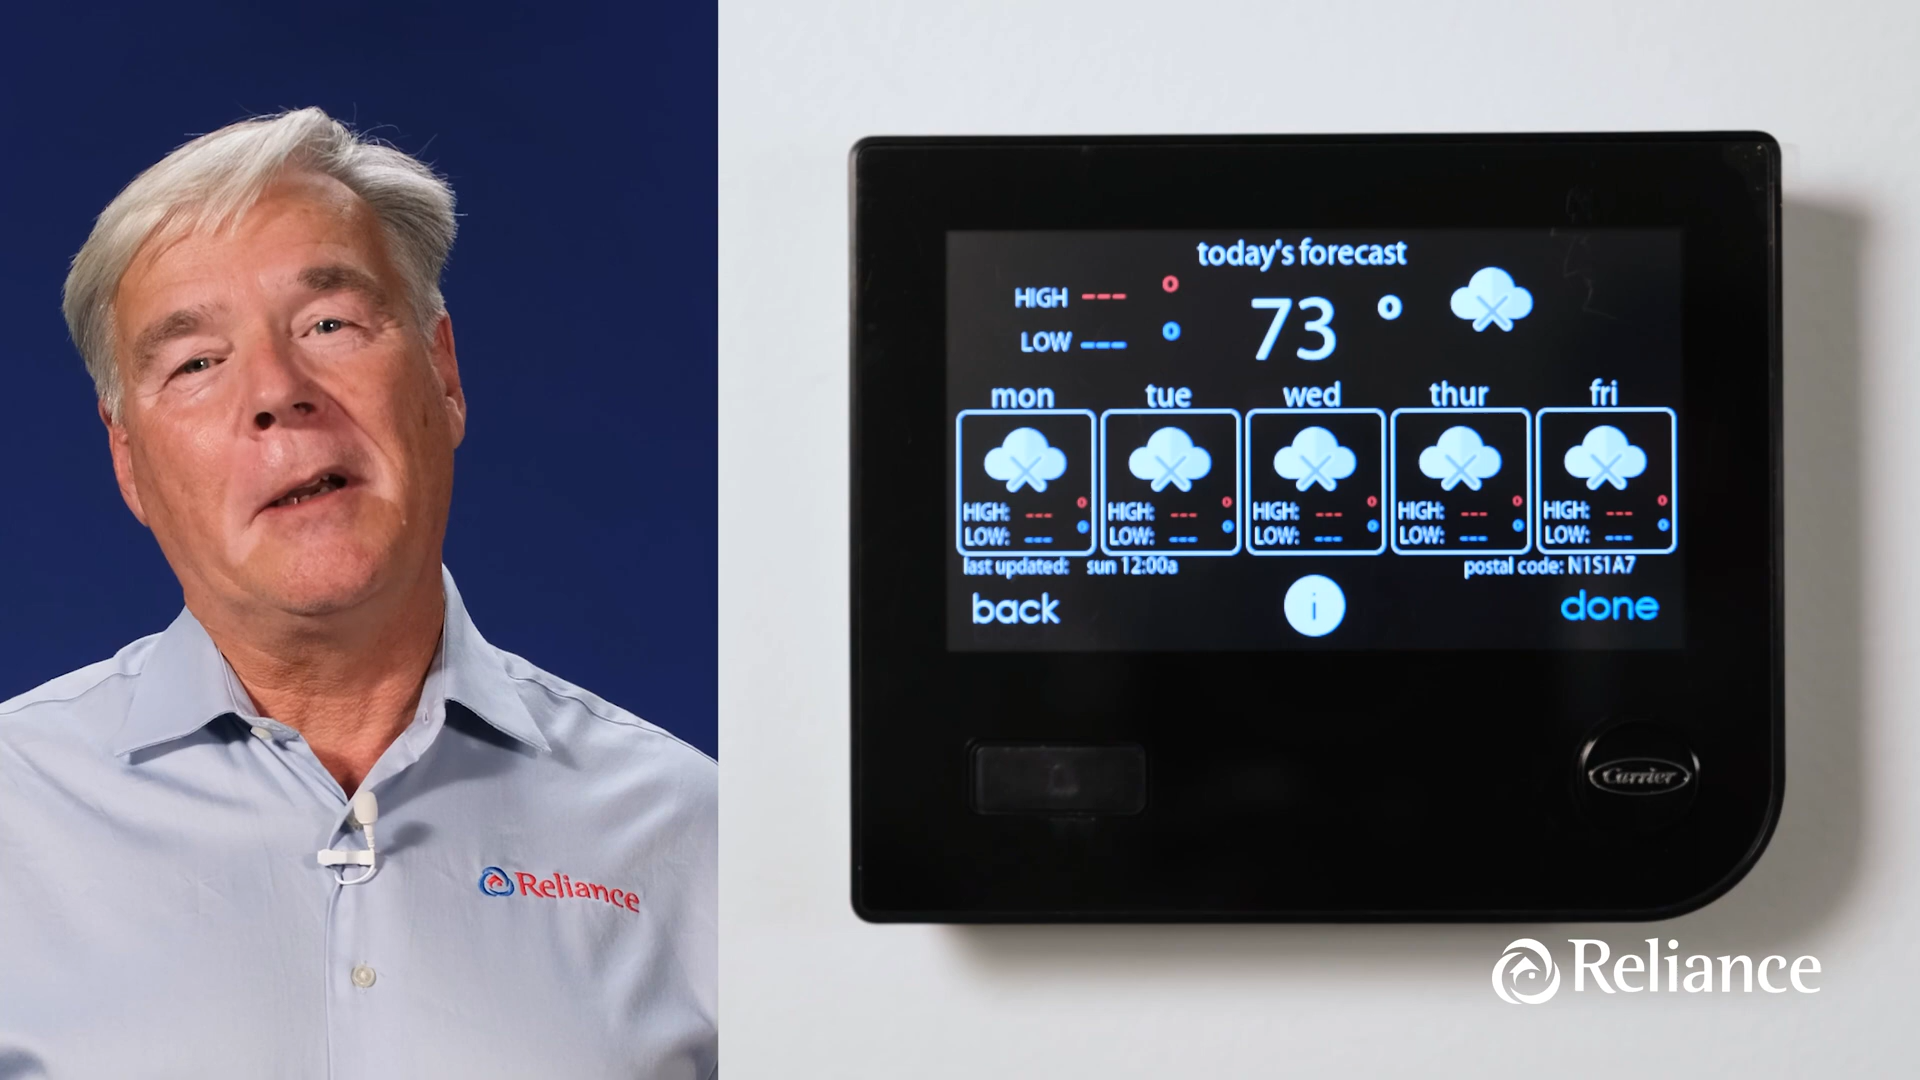 today's forecast
HIGH --- °
73 °
LOW --- °
mon tue wed thur fri
HIGH: --- ° HIGH: --- ° HIGH: --- ° HIGH: --- ° HIGH: --- °
LOW: --- ° LOW: --- ° LOW: --- ° LOW: --- ° LOW: --- °
last updated: sun 12:00a postal code: N1S1A7
back i done
Carrier
Reliance
Reliance